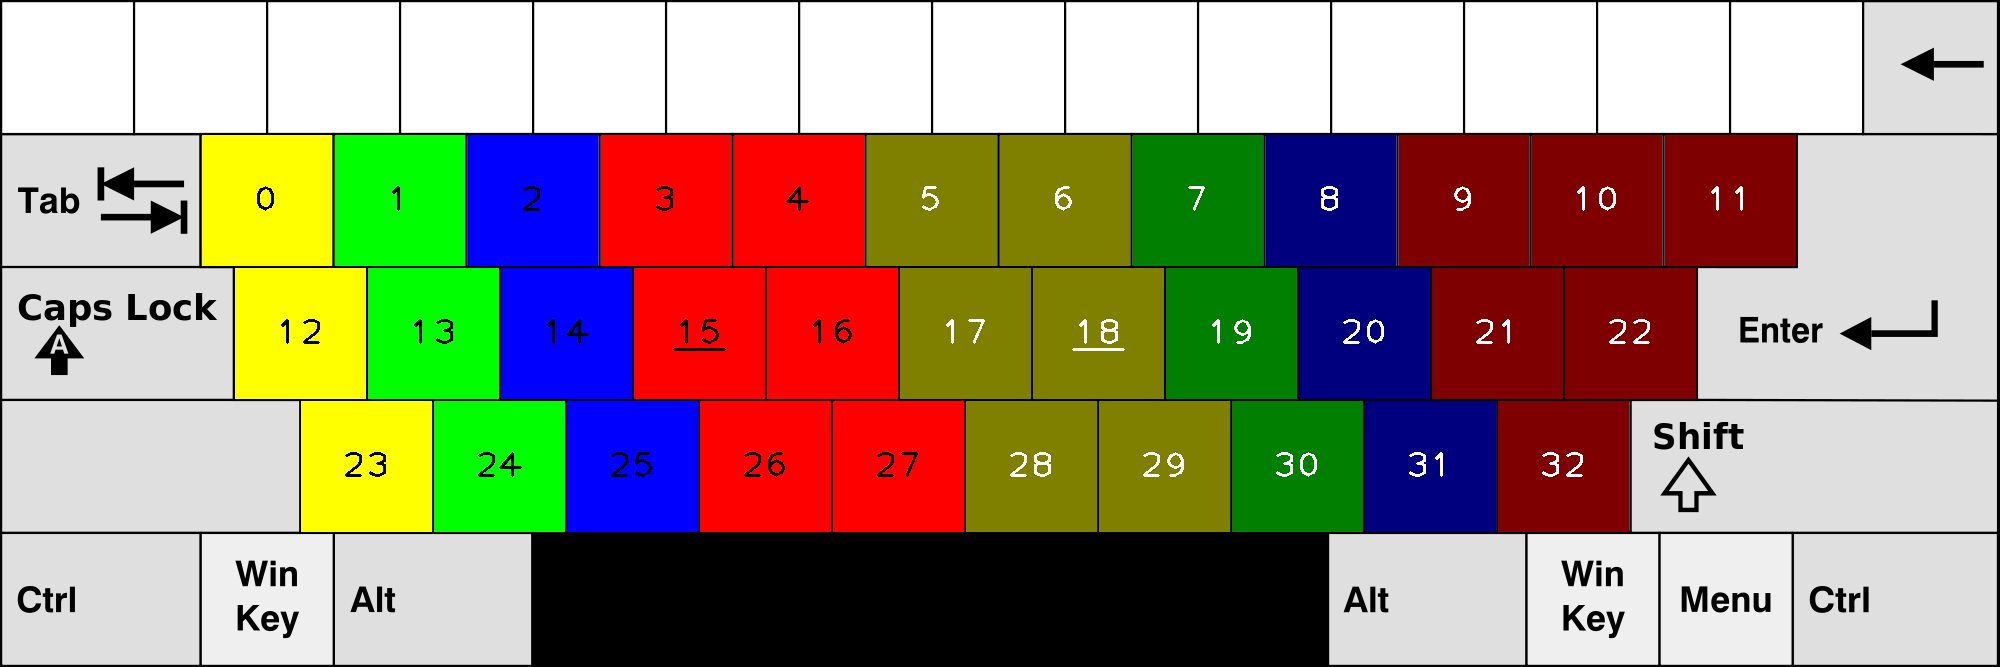 Tab 0 1 2 3 4 5 6 7 8 9 10 11
Caps Lock
A
12 13 14 15 16 17 18 19 20 21 22 Enter
23 24 25 26 27 28 29 30 31 32 Shift
Ctrl Win Key Alt Alt Win Key Menu Ctrl